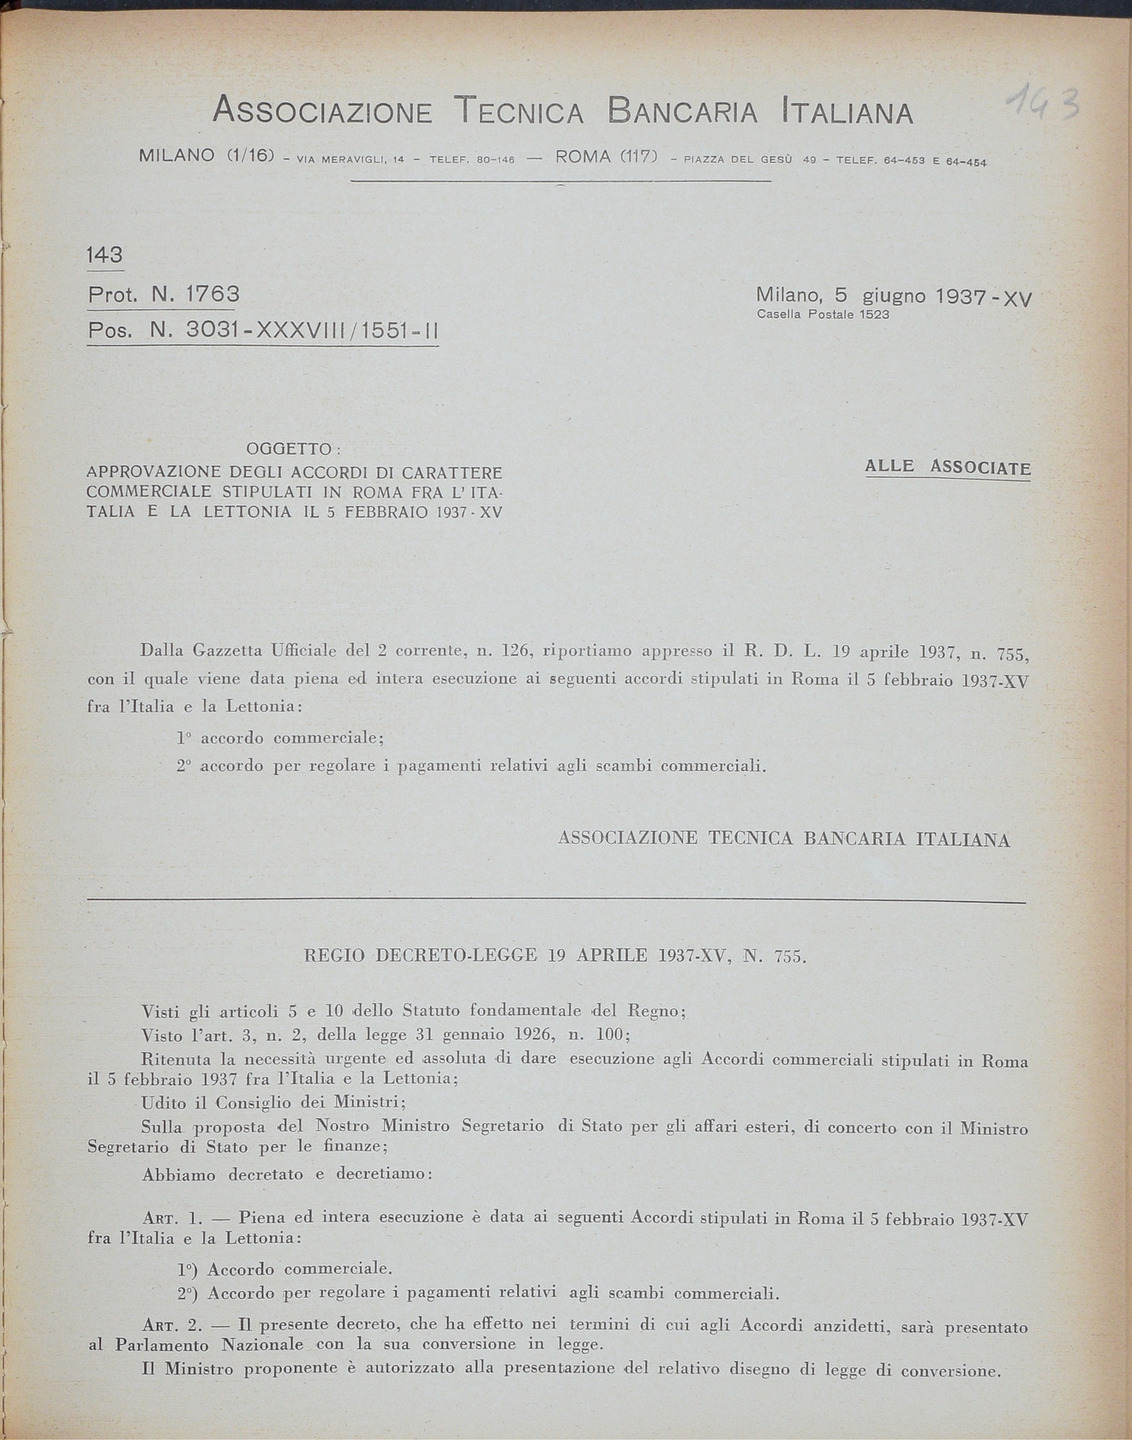 143
ASSOCIAZIONE TECNICA BANCARIA ITALIANA
MILANO (1/16) - VIA MERAVIGLI, 14 - TELEF. 80-146 — ROMA (117) - PIAZZA DEL GESÙ 49 - TELEF. 64-453 E 64-454
143
Prot. N. 1763
Pos. N. 3031-XXXVIII/1551-II
Milano, 5 giugno 1937-XV
Casella Postale 1523
OGGETTO:
APPROVAZIONE DEGLI ACCORDI DI CARATTERE
COMMERCIALE STIPULATI IN ROMA FRA L' ITA-
TALIA E LA LETTONIA IL 5 FEBBRAIO 1937-XV
ALLE ASSOCIATE
Dalla Gazzetta Ufficiale del 2 corrente, n. 126, riportiamo appresso il R. D. L. 19 aprile 1937, n. 755,
con il quale viene data piena ed intera esecuzione ai seguenti accordi stipulati in Roma il 5 febbraio 1937-XV
fra l'Italia e la Lettonia:
1° accordo commerciale;
2° accordo per regolare i pagamenti relativi agli scambi commerciali.
ASSOCIAZIONE TECNICA BANCARIA ITALIANA
REGIO DECRETO-LEGGE 19 APRILE 1937-XV, N. 755.
Visti gli articoli 5 e 10 dello Statuto fondamentale del Regno;
Visto l'art. 3, n. 2, della legge 31 gennaio 1926, n. 100;
Ritenuta la necessità urgente ed assoluta di dare esecuzione agli Accordi commerciali stipulati in Roma
il 5 febbraio 1937 fra l'Italia e la Lettonia;
Udito il Consiglio dei Ministri;
Sulla proposta del Nostro Ministro Segretario di Stato per gli affari esteri, di concerto con il Ministro
Segretario di Stato per le finanze;
Abbiamo decretato e decretiamo:
ART. 1. — Piena ed intera esecuzione è data ai seguenti Accordi stipulati in Roma il 5 febbraio 1937-XV
fra l'Italia e la Lettonia:
1°) Accordo commerciale.
2°) Accordo per regolare i pagamenti relativi agli scambi commerciali.
ART. 2. — Il presente decreto, che ha effetto nei termini di cui agli Accordi anzidetti, sarà presentato
al Parlamento Nazionale con la sua conversione in legge.
Il Ministro proponente è autorizzato alla presentazione del relativo disegno di legge di conversione.